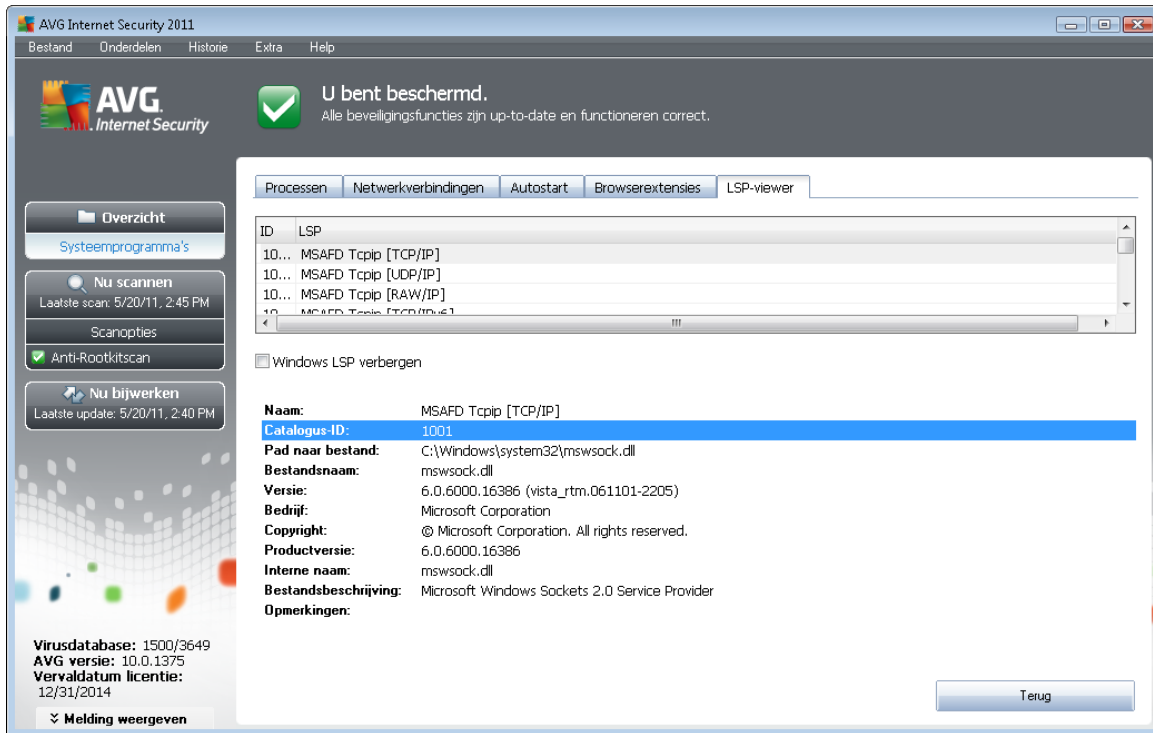 AVG Internet Security 2011
Bestand Onderdelen Historie Extra Help
AVG.
Internet Security
U bent beschermd.
Alle beveiligingsfuncties zijn up-to-date en functioneren correct.
Overzicht
Systeemprogramma's
Nu scannen
Laatste scan: 5/20/11, 2:45 PM
Scanopties
Anti-Rootkitscan
Nu bijwerken
Laatste update: 5/20/11, 2:40 PM
Virusdatabase: 1500/3649
AVG versie: 10.0.1375
Vervaldatum licentie:
12/31/2014
Melding weergeven
Processen Netwerkverbindingen Autostart Browserextensies LSP-viewer
ID LSP
10... MSAFD Tcpip [TCP/IP]
10... MSAFD Tcpip [UDP/IP]
10... MSAFD Tcpip [RAW/IP]
10... MSAFD Tcpip [TCP/IPv6]
Windows LSP verbergen
Naam: MSAFD Tcpip [TCP/IP]
Catalogus-ID: 1001
Pad naar bestand: C:\Windows\system32\mswsock.dll
Bestandsnaam: mswsock.dll
Versie: 6.0.6000.16386 (vista_rtm.061101-2205)
Bedrijf: Microsoft Corporation
Copyright: © Microsoft Corporation. All rights reserved.
Productversie: 6.0.6000.16386
Interne naam: mswsock.dll
Bestandsbeschrijving: Microsoft Windows Sockets 2.0 Service Provider
Opmerkingen:
Terug